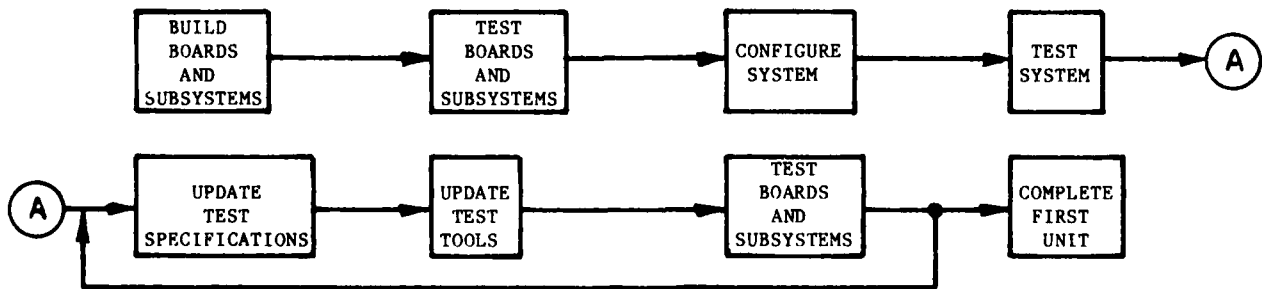 BUILD
BOARDS
AND
SUBSYSTEMS
TEST
BOARDS
AND
SUBSYSTEMS
CONFIGURE
SYSTEM
TEST
SYSTEM
A
A
UPDATE
TEST
SPECIFICATIONS
UPDATE
TEST
TOOLS
TEST
BOARDS
AND
SUBSYSTEMS
COMPLETE
FIRST
UNIT